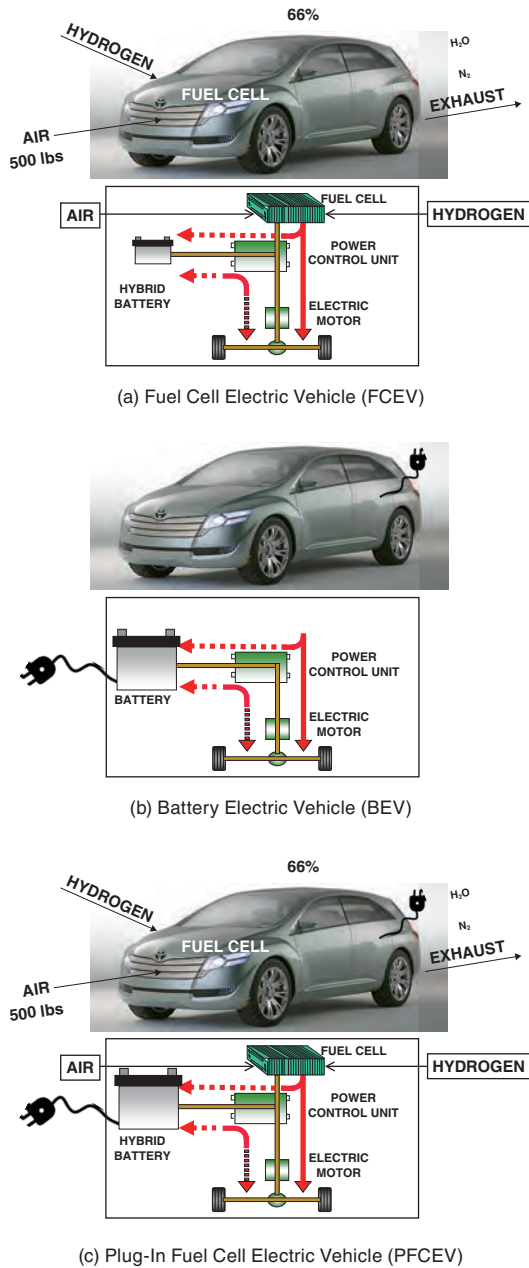 66%
HYDROGEN
H₂O
N₂
FUEL CELL
EXHAUST
AIR
500 lbs
FUEL CELL
AIR
HYDROGEN
POWER
CONTROL UNIT
HYBRID
BATTERY
ELECTRIC
MOTOR
(a) Fuel Cell Electric Vehicle (FCEV)
POWER
CONTROL UNIT
BATTERY
ELECTRIC
MOTOR
(b) Battery Electric Vehicle (BEV)
66%
HYDROGEN
H₂O
N₂
FUEL CELL
EXHAUST
AIR
500 lbs
FUEL CELL
AIR
HYDROGEN
POWER
CONTROL UNIT
HYBRID
BATTERY
ELECTRIC
MOTOR
(c) Plug-In Fuel Cell Electric Vehicle (PFCEV)